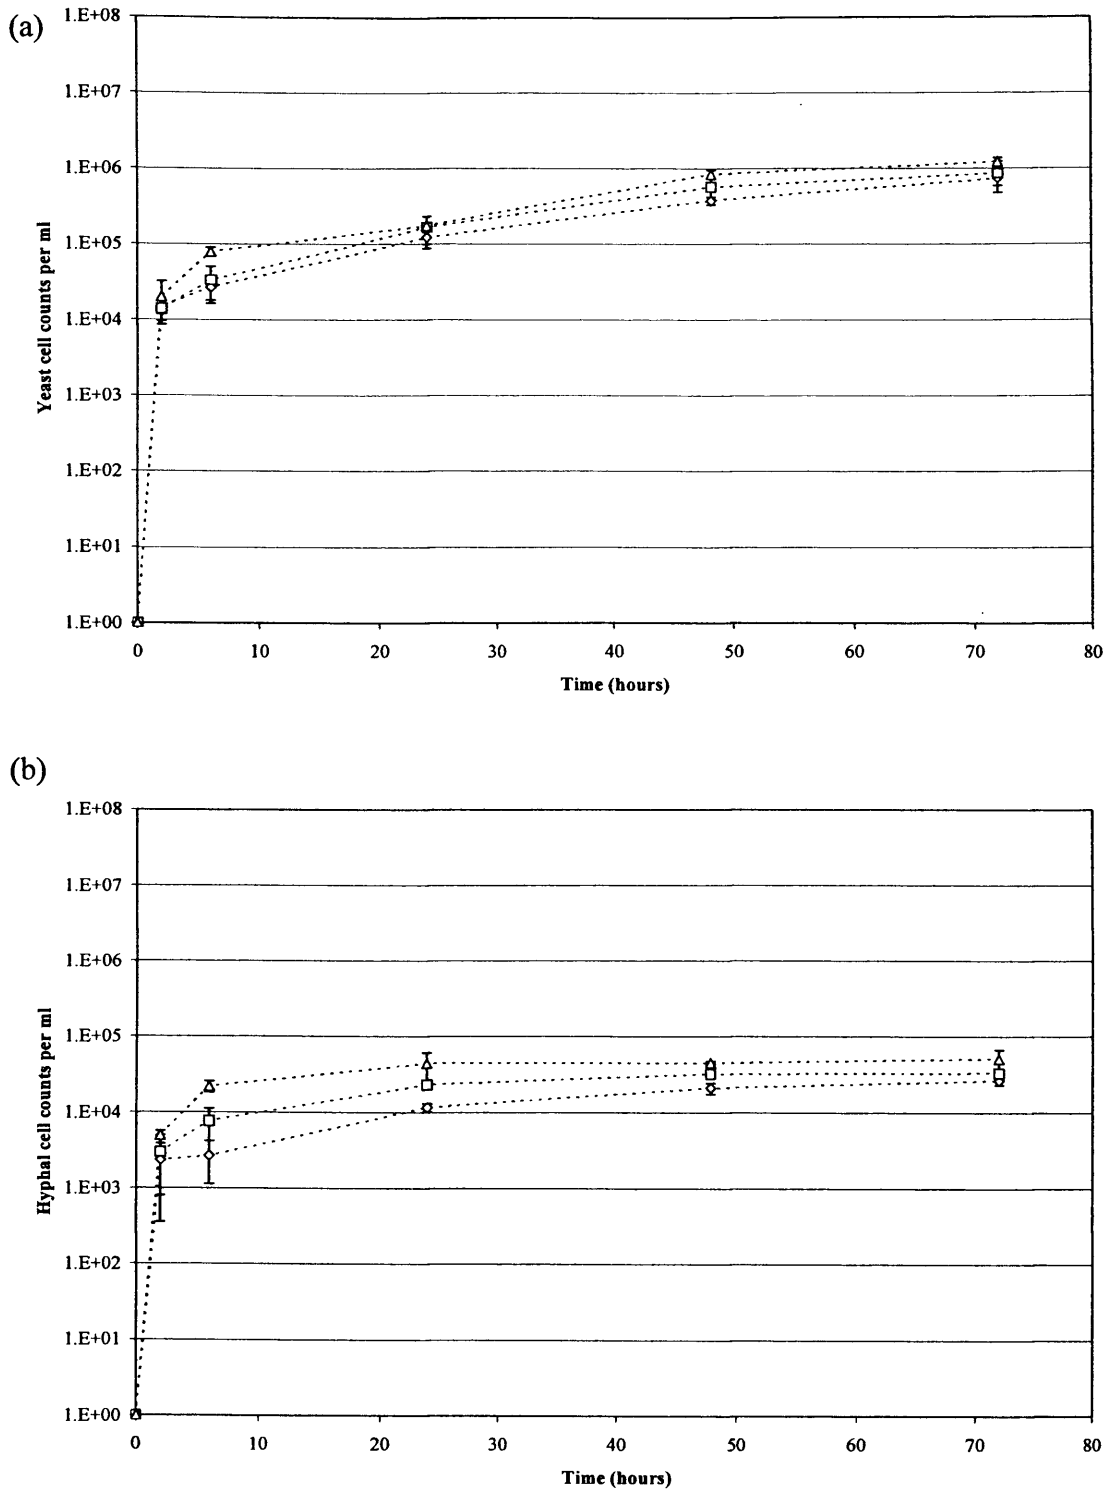 (a)
1.E+08
1.E+07
1.E+06
1.E+05
1.E+04
1.E+03
1.E+02
1.E+01
1.E+00
Yeast cell counts per ml
0 10 20 30 40 50 60 70 80
Time (hours)
(b)
1.E+08
1.E+07
1.E+06
1.E+05
1.E+04
1.E+03
1.E+02
1.E+01
1.E+00
Hyphal cell counts per ml
0 10 20 30 40 50 60 70 80
Time (hours)